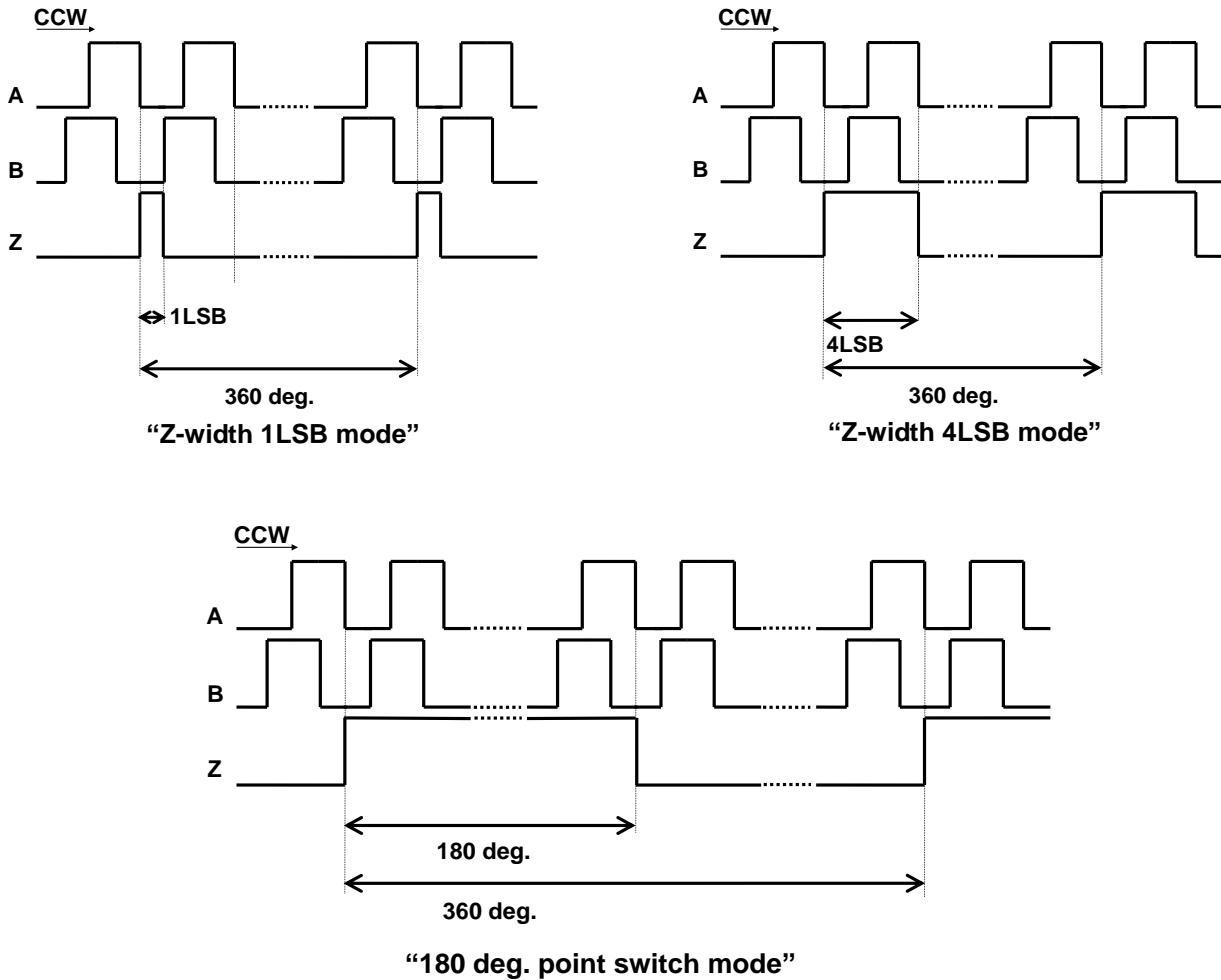 CCW
A
B
Z
1LSB
360 deg.
“Z-width 1LSB mode”
CCW
A
B
Z
4LSB
360 deg.
“Z-width 4LSB mode”
CCW
A
B
Z
180 deg.
360 deg.
“180 deg. point switch mode”